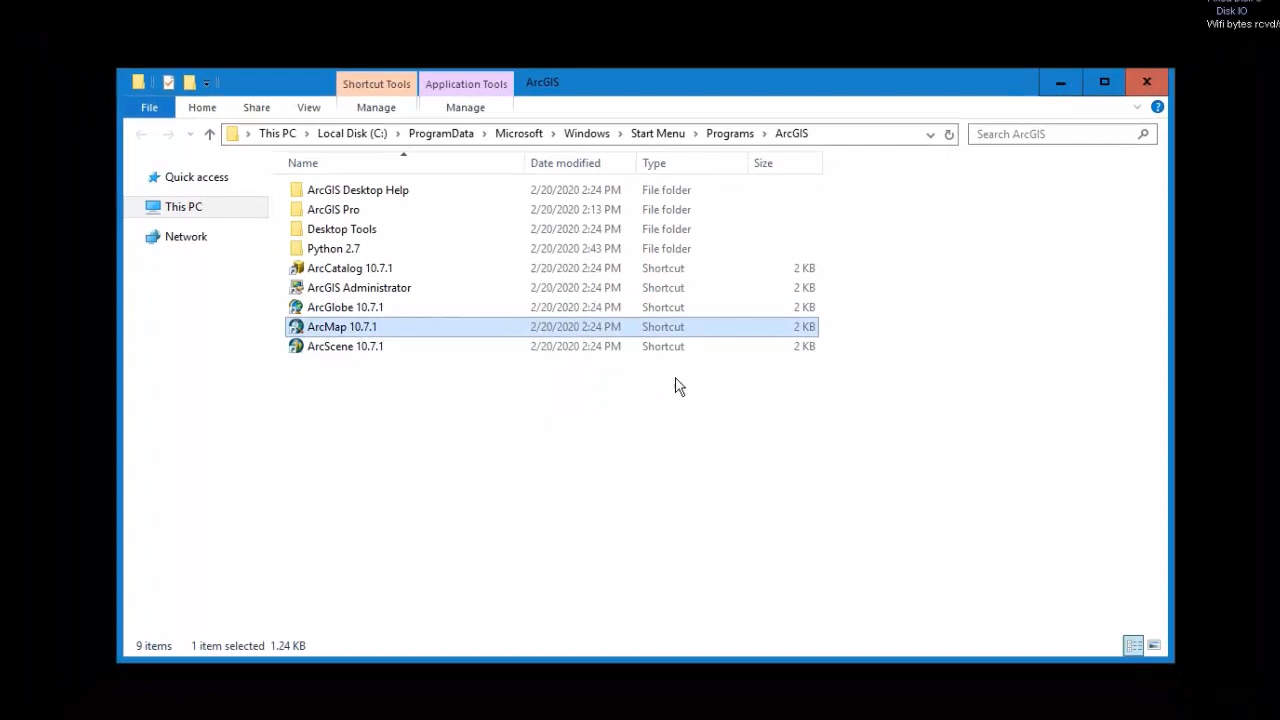 Disk IO
Wifi bytes rcvd/s
Shortcut Tools Application Tools ArcGIS
File Home Share View Manage Manage
This PC Local Disk (C:) ProgramData Microsoft Windows Start Menu Programs ArcGIS Search ArcGIS
Name Date modified Type Size
Quick access
This PC
Network
ArcGIS Desktop Help 2/20/2020 2:24 PM File folder
ArcGIS Pro 2/20/2020 2:13 PM File folder
Desktop Tools 2/20/2020 2:24 PM File folder
Python 2.7 2/20/2020 2:43 PM File folder
ArcCatalog 10.7.1 2/20/2020 2:24 PM Shortcut 2 KB
ArcGIS Administrator 2/20/2020 2:24 PM Shortcut 2 KB
ArcGlobe 10.7.1 2/20/2020 2:24 PM Shortcut 2 KB
ArcMap 10.7.1 2/20/2020 2:24 PM Shortcut 2 KB
ArcScene 10.7.1 2/20/2020 2:24 PM Shortcut 2 KB
9 items 1 item selected 1.24 KB